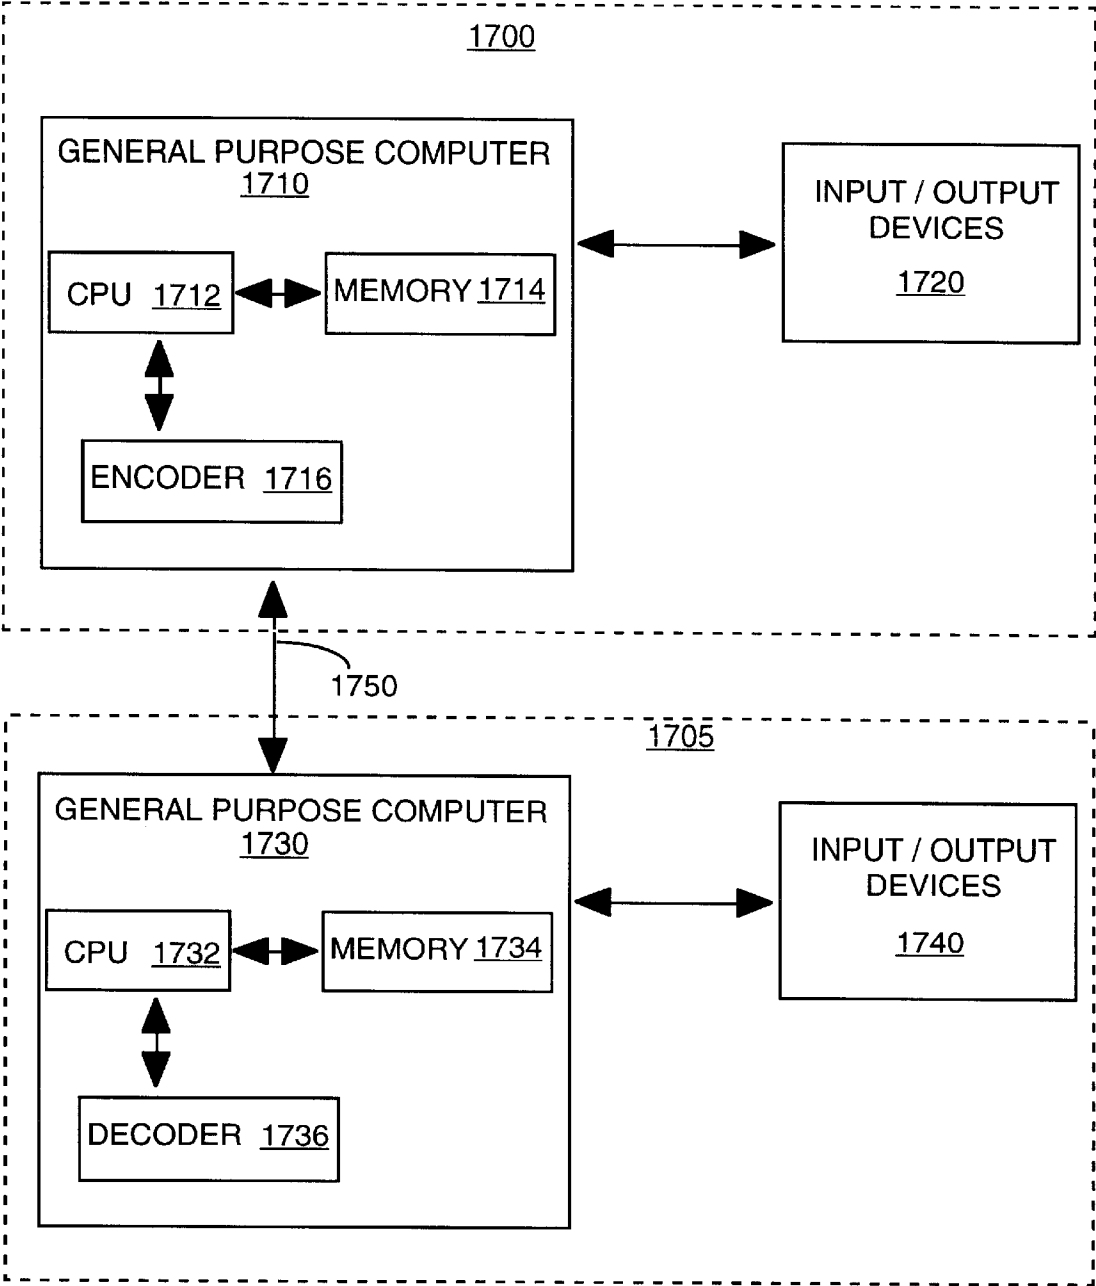 1700
GENERAL PURPOSE COMPUTER
1710
INPUT / OUTPUT
DEVICES
1720
CPU 1712
MEMORY 1714
ENCODER 1716
1750
1705
GENERAL PURPOSE COMPUTER
1730
INPUT / OUTPUT
DEVICES
1740
CPU 1732
MEMORY 1734
DECODER 1736